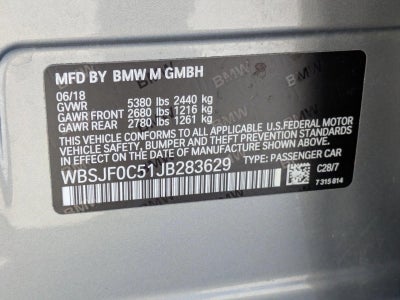 MFD BY BMW M GMBH
06/18
GVWR 5380 lbs 2440 kg
GAWR FRONT 2680 lbs 1216 kg
GAWR REAR 2780 lbs 1261 kg
THIS VEHICLE CONFORMS TO ALL APPLICABLE U.S. FEDERAL MOTOR
VEHICLE SAFETY, BUMPER AND THEFT PREVENTION STANDARDS
IN EFFECT ON THE DATE OF MANUFACTURE SHOWN ABOVE.
WBSJF0C51JB283629 TYPE: PASSENGER CAR
C28/7
7 315 814